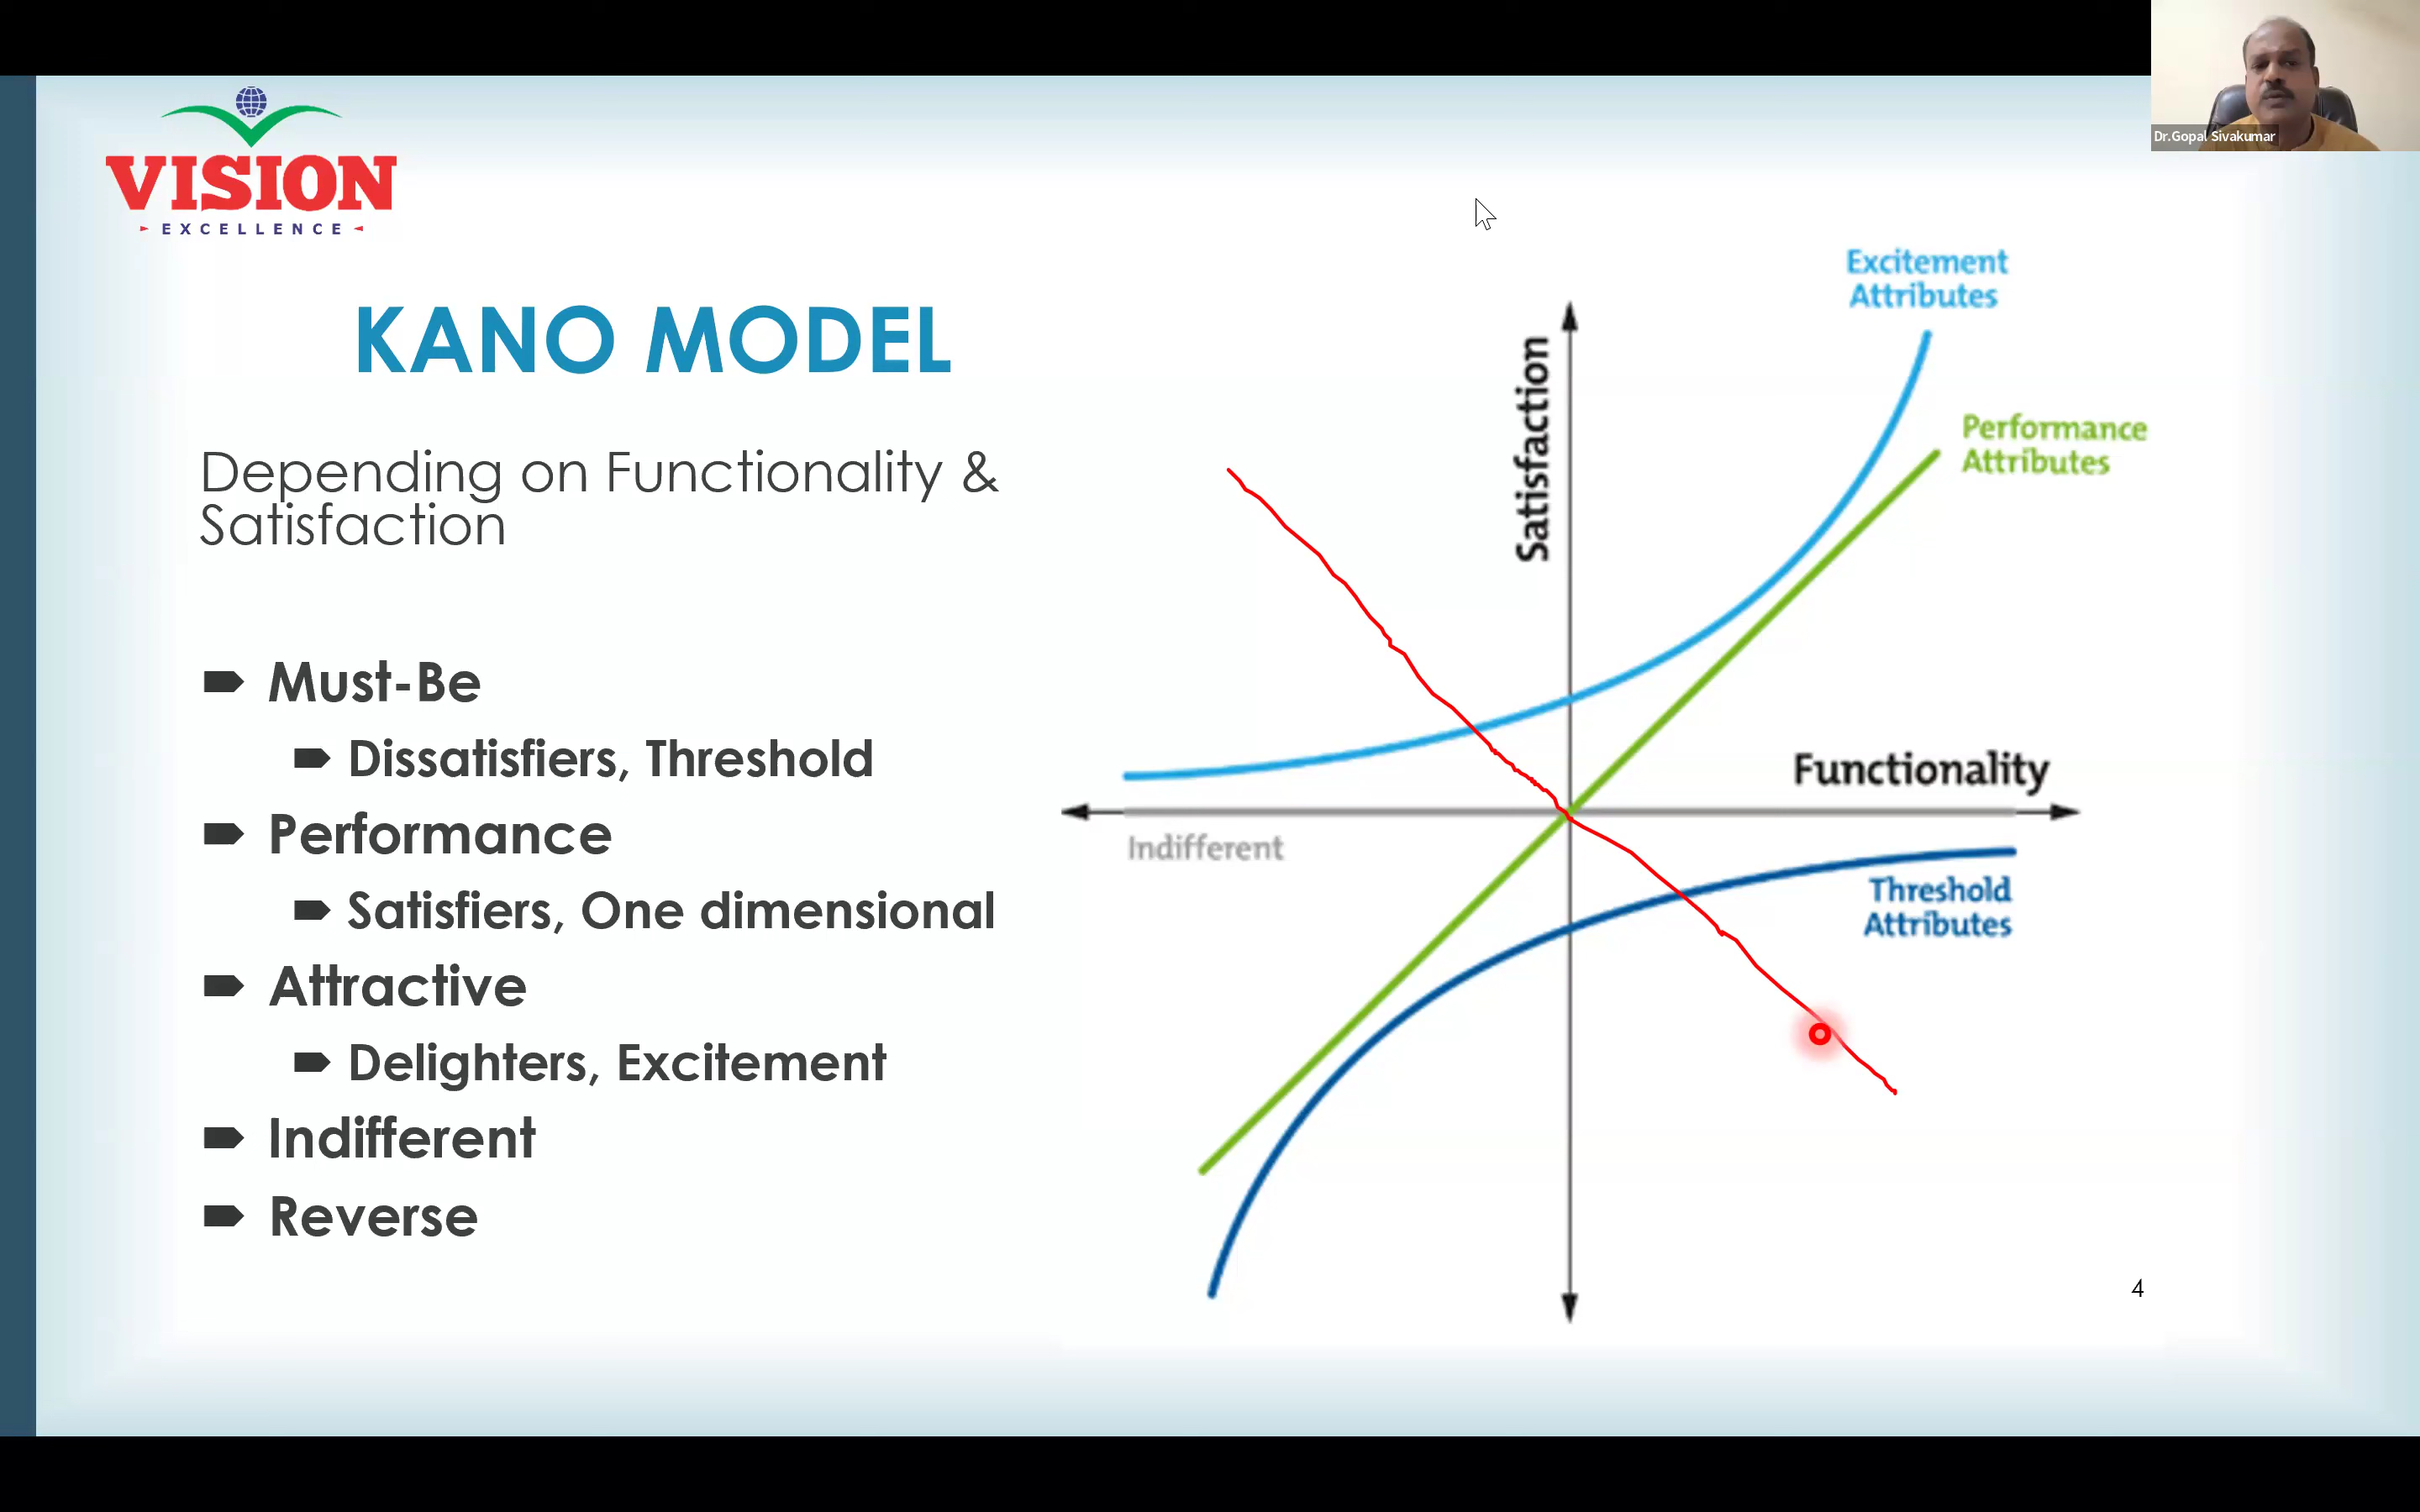 Dr.Gopal Sivakumar
VISION
EXCELLENCE
KANO MODEL
Depending on Functionality &
Satisfaction
Must-Be
Dissatisfiers, Threshold
Performance
Satisfiers, One dimensional
Attractive
Delighters, Excitement
Indifferent
Reverse
Excitement
Attributes
Satisfaction
Performance
Attributes
Functionality
Indifferent
Threshold
Attributes
4